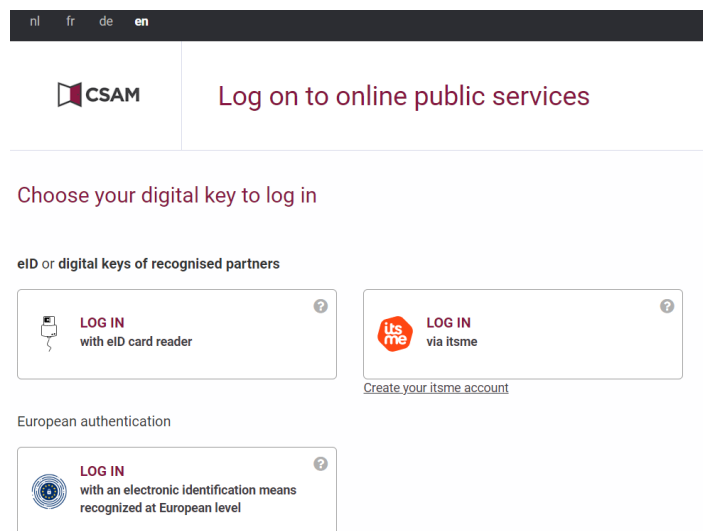 nl fr de en
CSAM
Log on to online public services
Choose your digital key to log in
eID or digital keys of recognised partners
?
LOG IN
with eID card reader
?
its
me
LOG IN
via itsme
Create your itsme account
European authentication
?
LOG IN
with an electronic identification means
recognized at European level